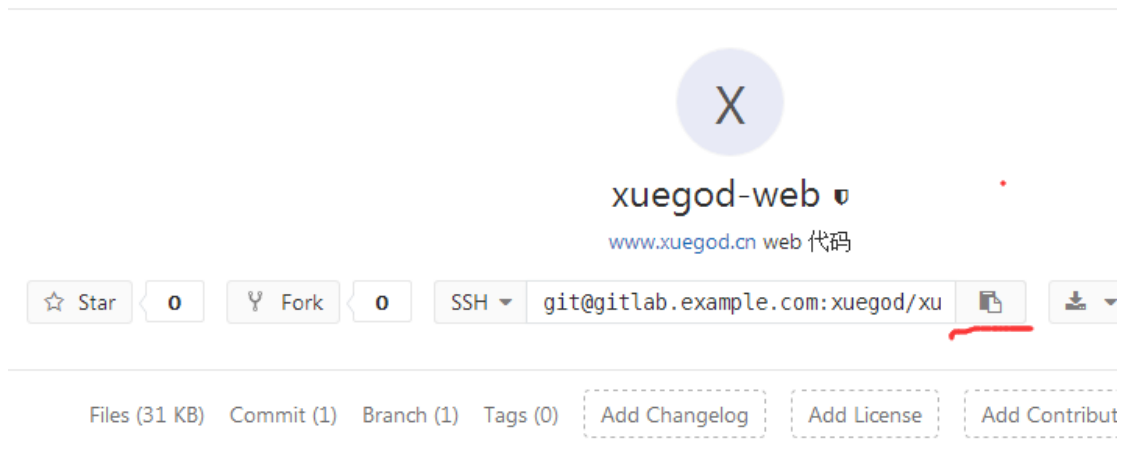 X
xuegod-web
www.xuegod.cn web 代码
Star 0 Fork 0 SSH git@gitlab.example.com:xuegod/xu
Files (31 KB) Commit (1) Branch (1) Tags (0) Add Changelog Add License Add Contribut